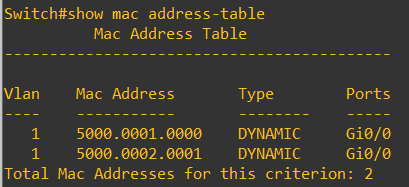 Switch#show mac address-table
Mac Address Table
-------------------------------------------
Vlan Mac Address Type Ports
---- ----------- -------- -----
1 5000.0001.0000 DYNAMIC Gi0/0
1 5000.0002.0001 DYNAMIC Gi0/0
Total Mac Addresses for this criterion: 2